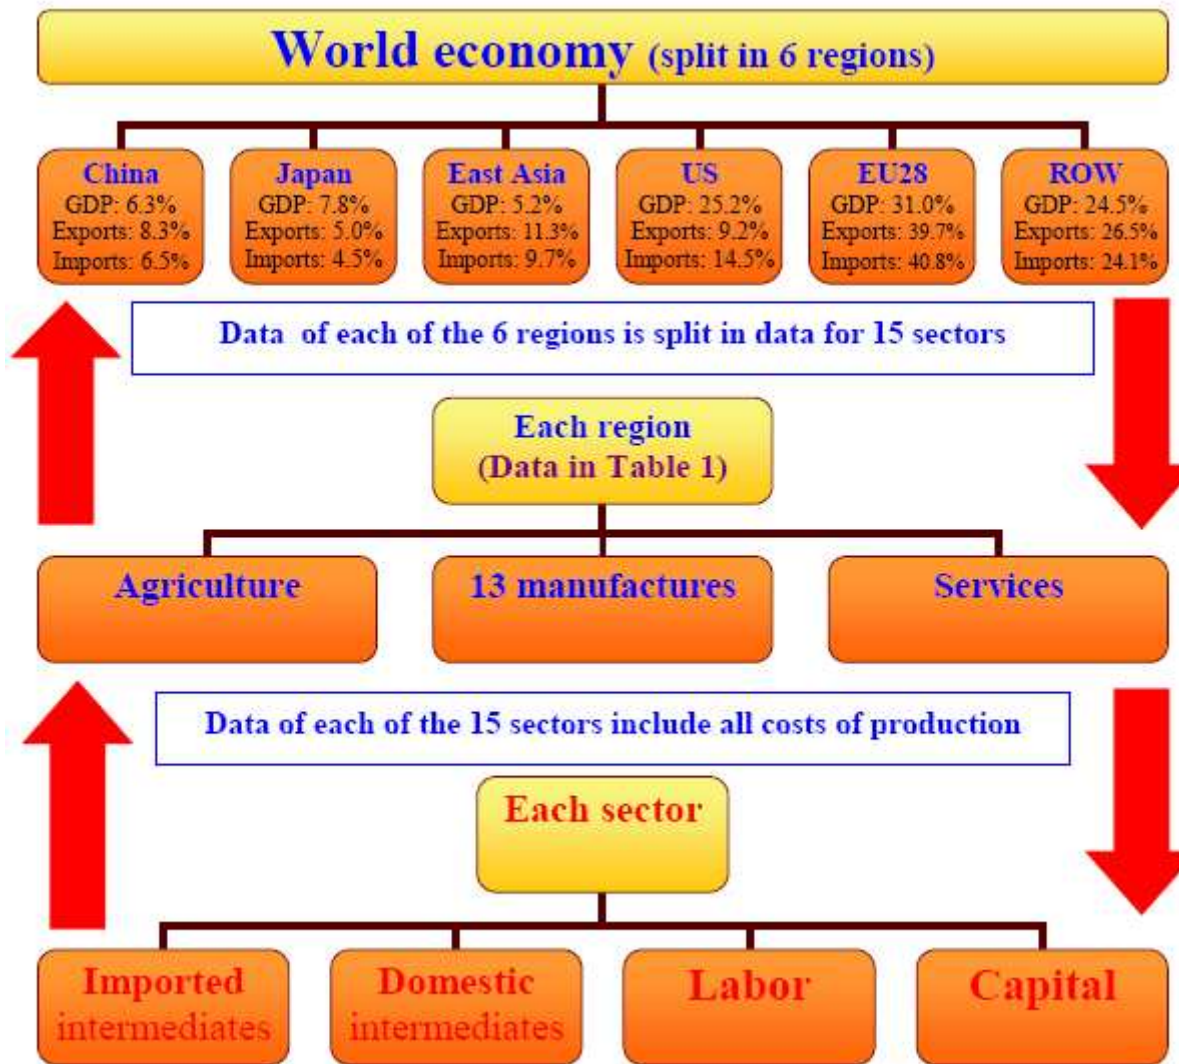 World economy (split in 6 regions)
China
GDP: 6.3%
Exports: 8.3%
Imports: 6.5%
Japan
GDP: 7.8%
Exports: 5.0%
Imports: 4.5%
East Asia
GDP: 5.2%
Exports: 11.3%
Imports: 9.7%
US
GDP: 25.2%
Exports: 9.2%
Imports: 14.5%
EU28
GDP: 31.0%
Exports: 39.7%
Imports: 40.8%
ROW
GDP: 24.5%
Exports: 26.5%
Imports: 24.1%
Data of each of the 6 regions is split in data for 15 sectors
Each region
(Data in Table 1)
Agriculture
13 manufactures
Services
Data of each of the 15 sectors include all costs of production
Each sector
Imported
intermediates
Domestic
intermediates
Labor
Capital